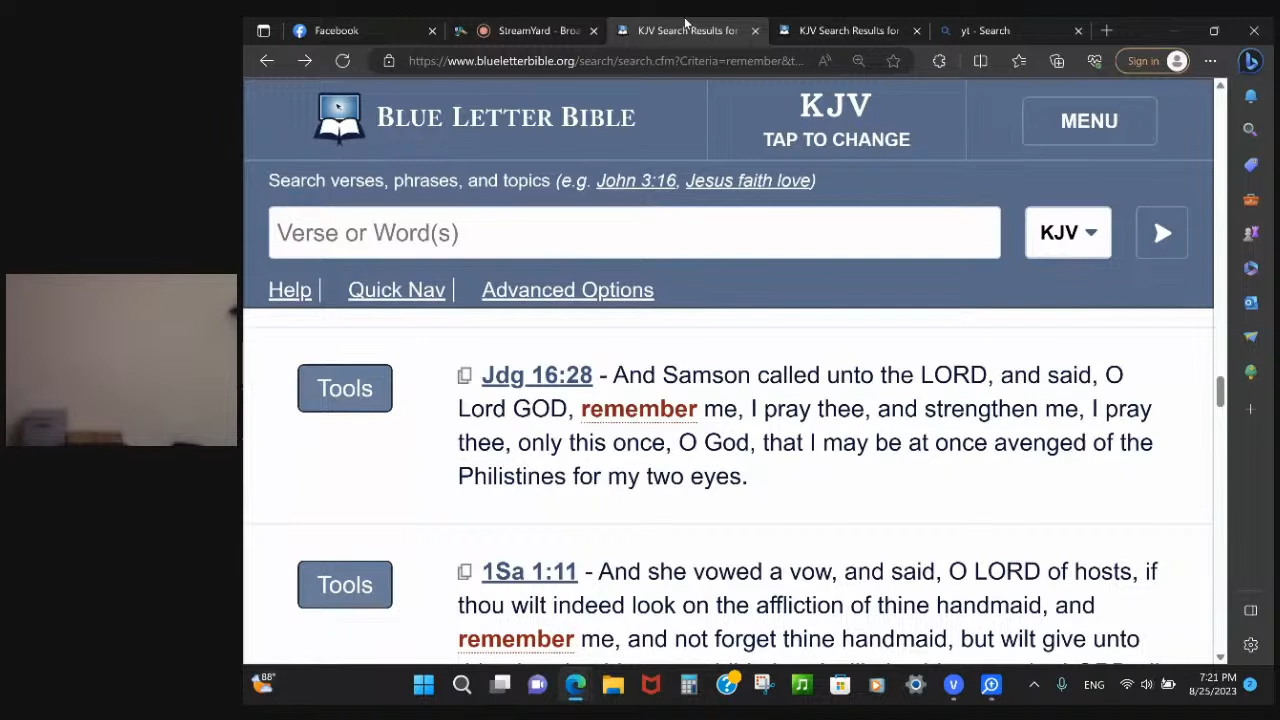 Facebook
StreamYard - Broa
KJV Search Results for
KJV Search Results for
yt - Search
https://www.blueletterbible.org/search/search.cfm?Criteria=remember&t...
Sign in
BLUE LETTER BIBLE
KJV
TAP TO CHANGE
MENU
Search verses, phrases, and topics (e.g. John 3:16, Jesus faith love)
Verse or Word(s)
KJV
Help
Quick Nav
Advanced Options
Tools
Jdg 16:28 - And Samson called unto the LORD, and said, O
Lord GOD, remember me, I pray thee, and strengthen me, I pray
thee, only this once, O God, that I may be at once avenged of the
Philistines for my two eyes.
Tools
1Sa 1:11 - And she vowed a vow, and said, O LORD of hosts, if
thou wilt indeed look on the affliction of thine handmaid, and
remember me, and not forget thine handmaid, but wilt give unto
88°
ENG
7:21 PM
8/25/2023
2